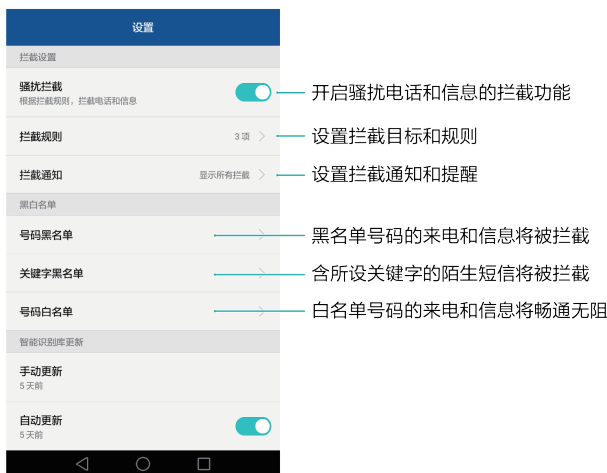 设置
拦截设置
骚扰拦截
根据拦截规则，拦截电话和信息
开启骚扰电话和信息的拦截功能
拦截规则
3 项
设置拦截目标和规则
拦截通知
显示所有拦截
设置拦截通知和提醒
黑白名单
号码黑名单
黑名单号码的来电和信息将被拦截
关键字黑名单
含所设关键字的陌生短信将被拦截
号码白名单
白名单号码的来电和信息将畅通无阻
智能识别库更新
手动更新
5 天前
自动更新
5 天前